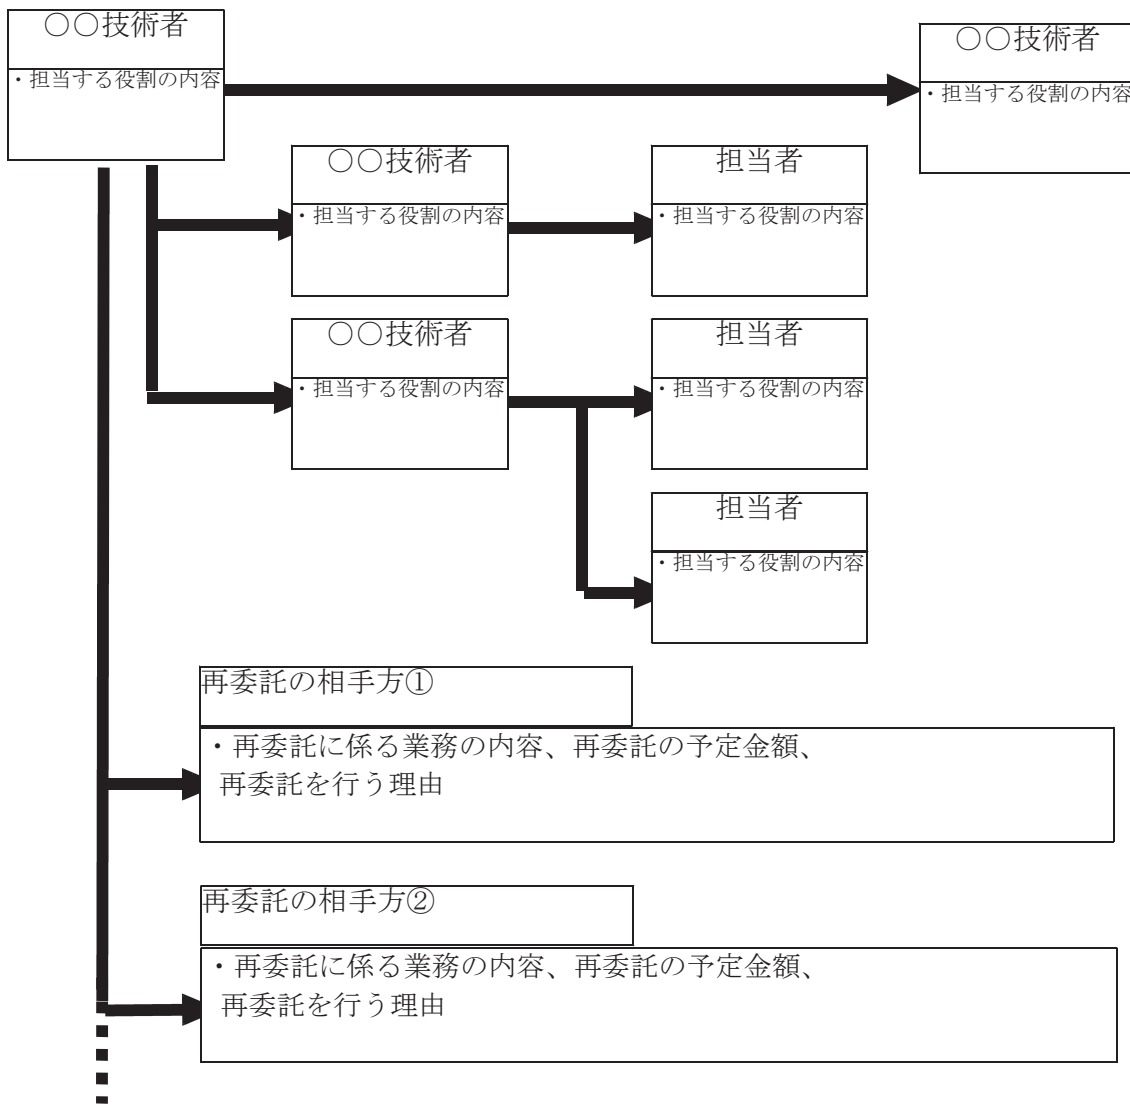 〇〇技術者
・担当する役割の内容
〇〇技術者
・担当する役割の内容
〇〇技術者
・担当する役割の内容
担当者
・担当する役割の内容
〇〇技術者
・担当する役割の内容
担当者
・担当する役割の内容
担当者
・担当する役割の内容
再委託の相手方①
・再委託に係る業務の内容、再委託の予定金額、
再委託を行う理由
再委託の相手方②
・再委託に係る業務の内容、再委託の予定金額、
再委託を行う理由